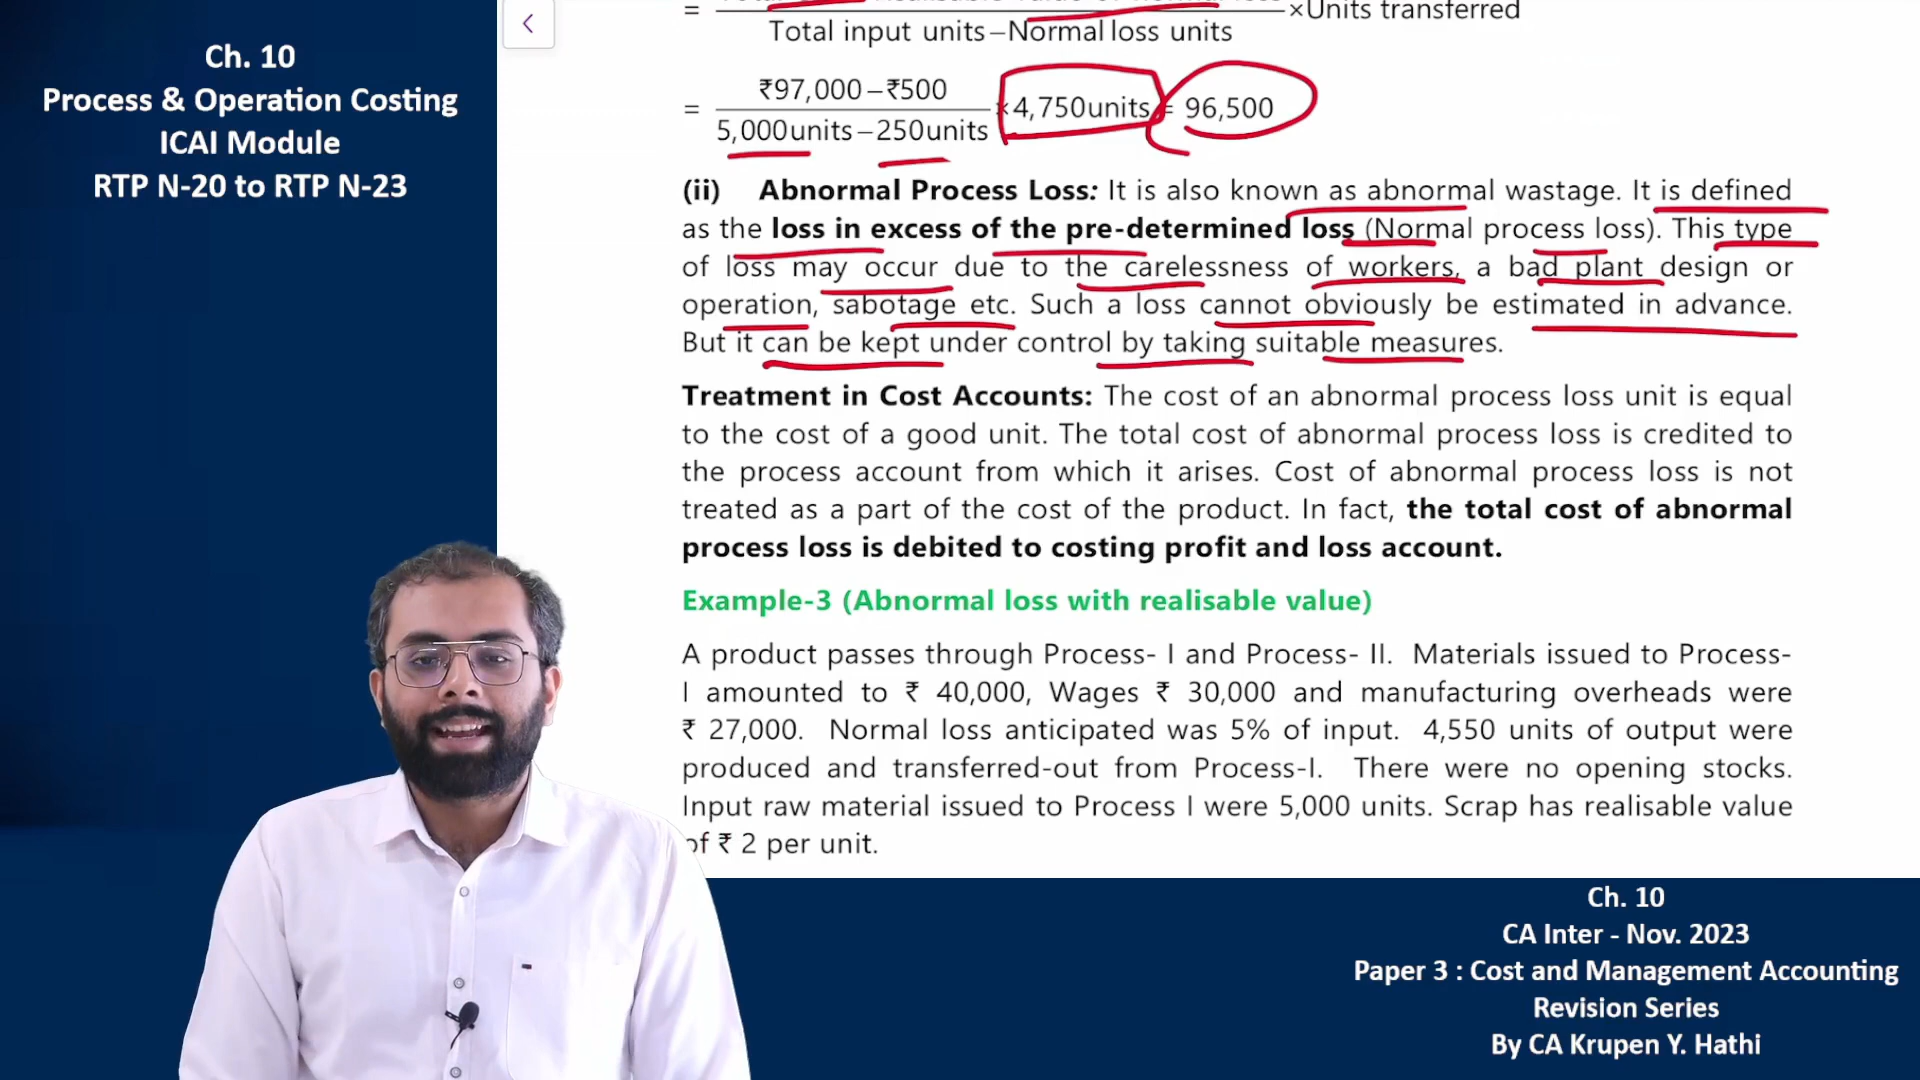 Ch. 10
Process & Operation Costing
ICAI Module
RTP N-20 to RTP N-23
= ×Units transferred
Total input units–Normal loss units
= ₹97,000–₹500
5,000units–250units
×4,750units = 96,500
(ii) Abnormal Process Loss: It is also known as abnormal wastage. It is defined
as the loss in excess of the pre-determined loss (Normal process loss). This type
of loss may occur due to the carelessness of workers, a bad plant design or
operation, sabotage etc. Such a loss cannot obviously be estimated in advance.
But it can be kept under control by taking suitable measures.
Treatment in Cost Accounts: The cost of an abnormal process loss unit is equal
to the cost of a good unit. The total cost of abnormal process loss is credited to
the process account from which it arises. Cost of abnormal process loss is not
treated as a part of the cost of the product. In fact, the total cost of abnormal
process loss is debited to costing profit and loss account.
Example-3 (Abnormal loss with realisable value)
A product passes through Process- I and Process- II. Materials issued to Process-
I amounted to ₹ 40,000, Wages ₹ 30,000 and manufacturing overheads were
₹ 27,000. Normal loss anticipated was 5% of input. 4,550 units of output were
produced and transferred-out from Process-I. There were no opening stocks.
Input raw material issued to Process I were 5,000 units. Scrap has realisable value
of ₹ 2 per unit.
Ch. 10
CA Inter - Nov. 2023
Paper 3 : Cost and Management Accounting
Revision Series
By CA Krupen Y. Hathi